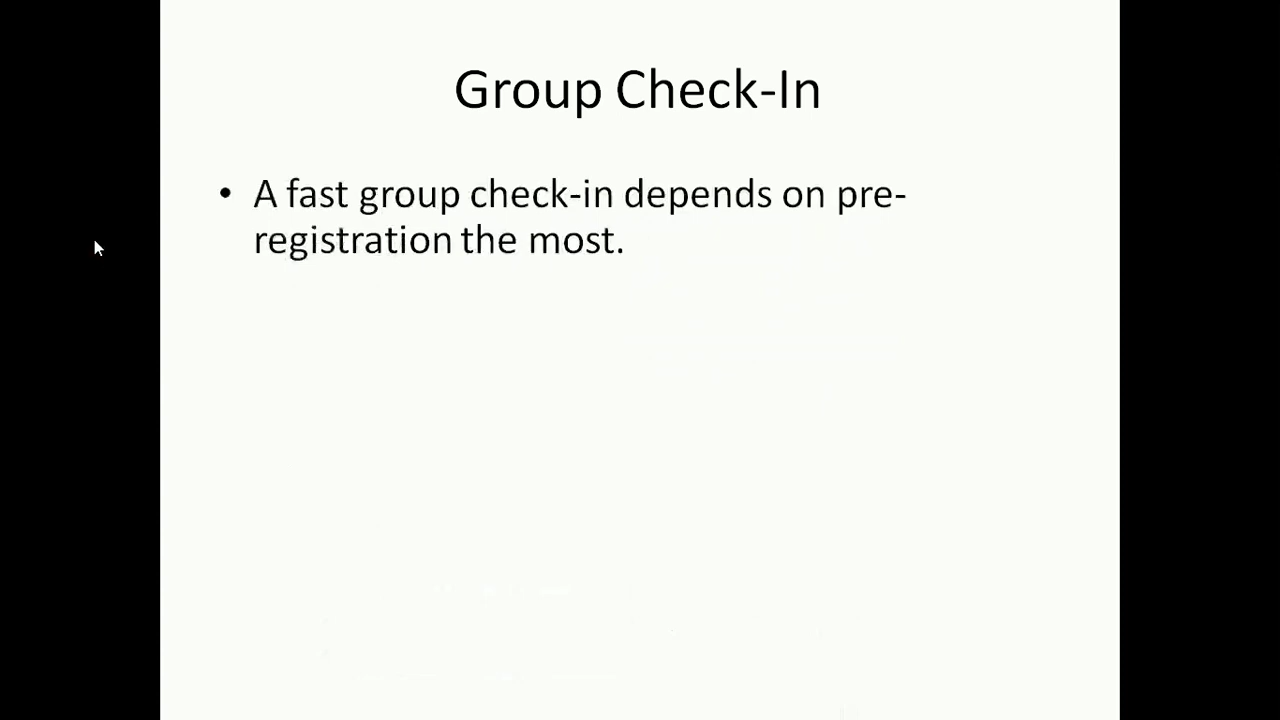 Group Check-In
• A fast group check-in depends on pre-
registration the most.